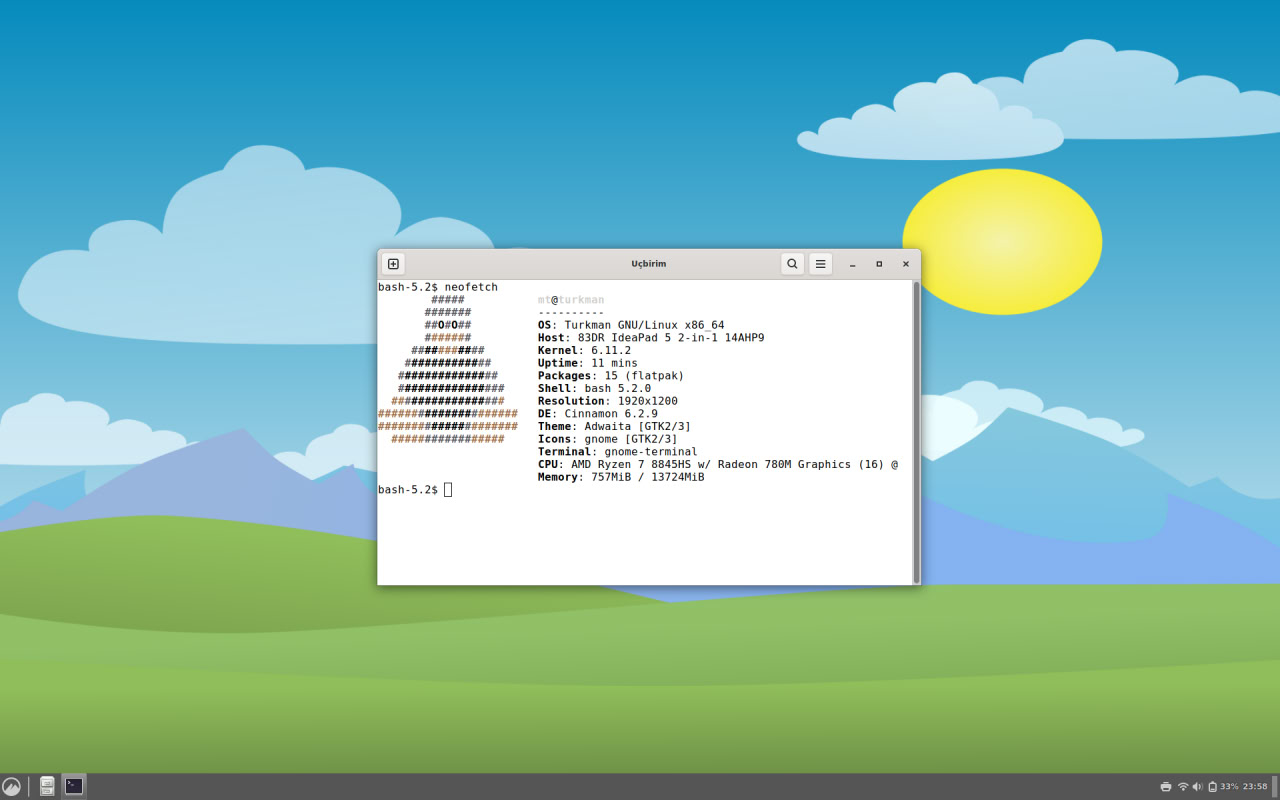 Uçbirim
bash-5.2$ neofetch
#####
#######
##O#O##
#######
###########
#############
###############
################
#################
#####################
#####################
#################
mt@turkman
----------
OS: Turkman GNU/Linux x86_64
Host: 83DR IdeaPad 5 2-in-1 14AHP9
Kernel: 6.11.2
Uptime: 11 mins
Packages: 15 (flatpak)
Shell: bash 5.2.0
Resolution: 1920x1200
DE: Cinnamon 6.2.9
Theme: Adwaita [GTK2/3]
Icons: gnome [GTK2/3]
Terminal: gnome-terminal
CPU: AMD Ryzen 7 8845HS w/ Radeon 780M Graphics (16) @
Memory: 757MiB / 13724MiB
bash-5.2$
33% 23:58